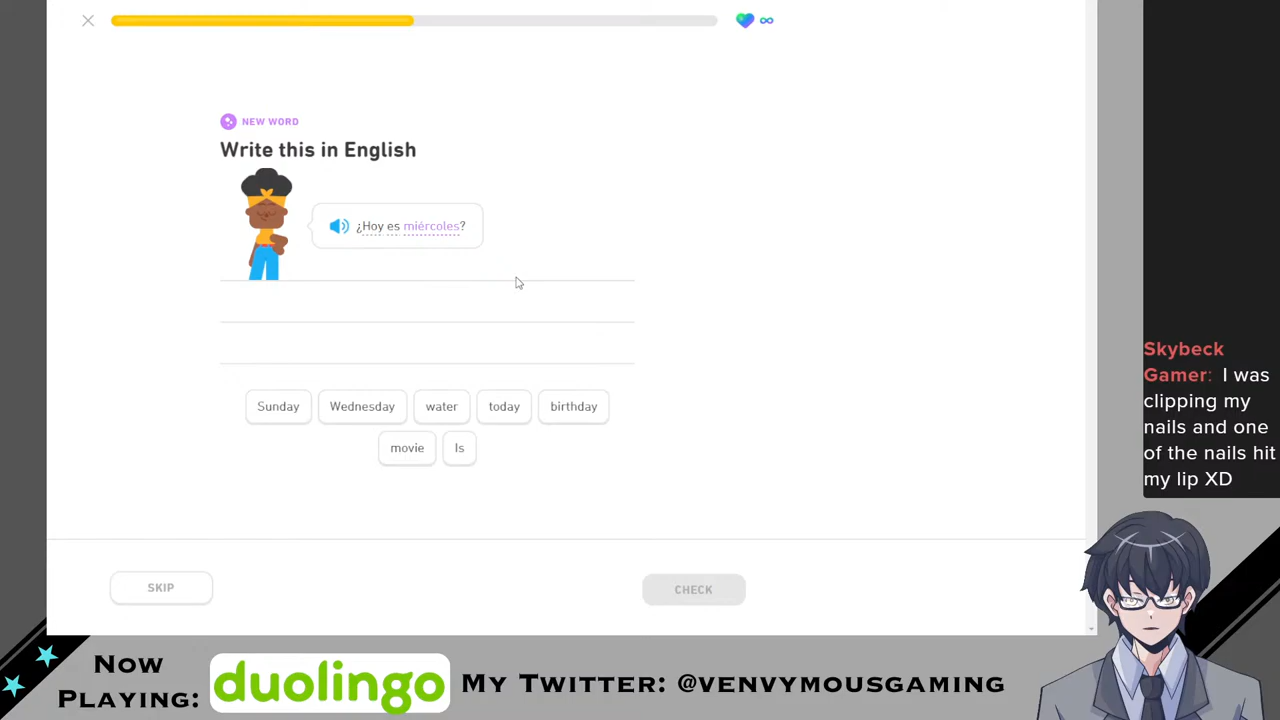 NEW WORD
Write this in English
¿Hoy es miércoles?
Sunday
Wednesday
water
today
birthday
movie
Is
SKIP
CHECK
Skybeck
Gamer: I was
clipping my
nails and one
of the nails hit
my lip XD
Now
Playing:
duolingo
My Twitter: @venvymousgaming